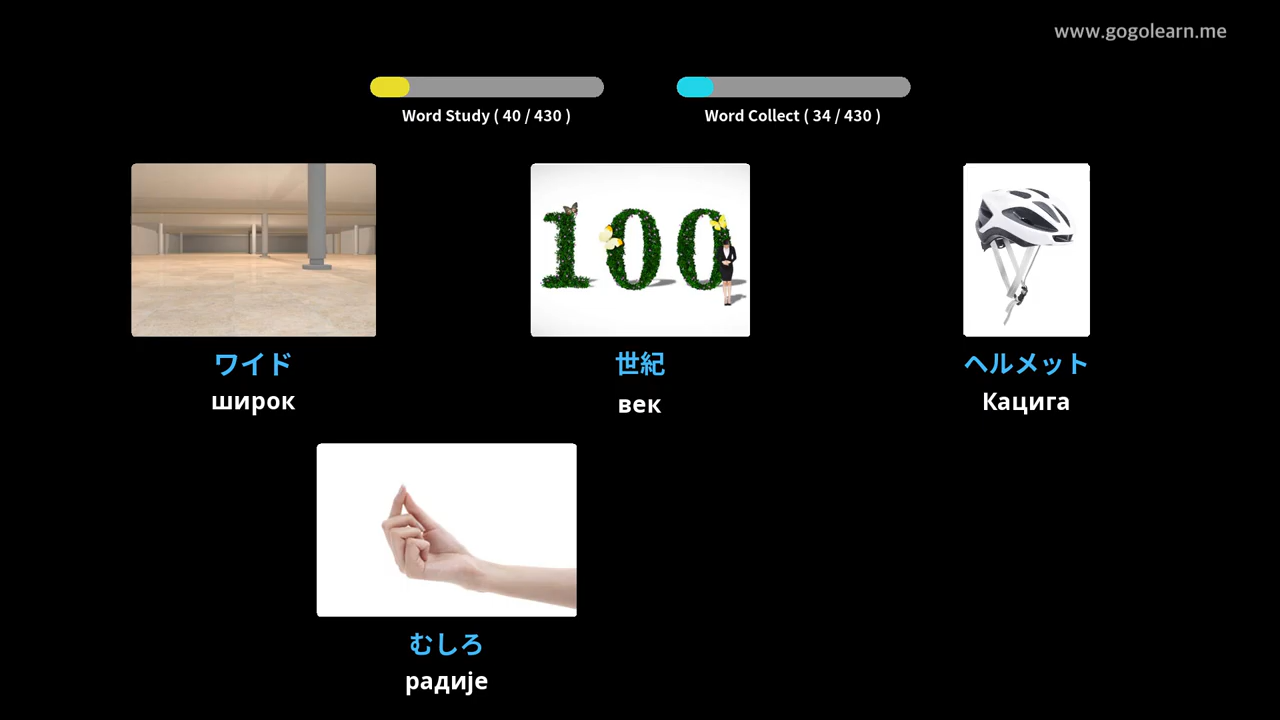 www.gogolearn.me
Word Study ( 40 / 430 )
Word Collect ( 34 / 430 )
100
ワイド
широк
世紀
век
ヘルメット
Кацига
むしろ
радије